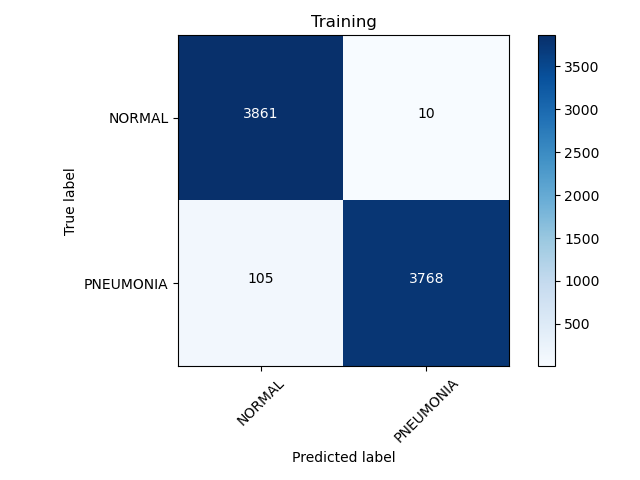 Training
NORMAL
3861
10
3500
3000
2500
2000
1500
1000
500
True label
PNEUMONIA
105
3768
NORMAL
PNEUMONIA
Predicted label